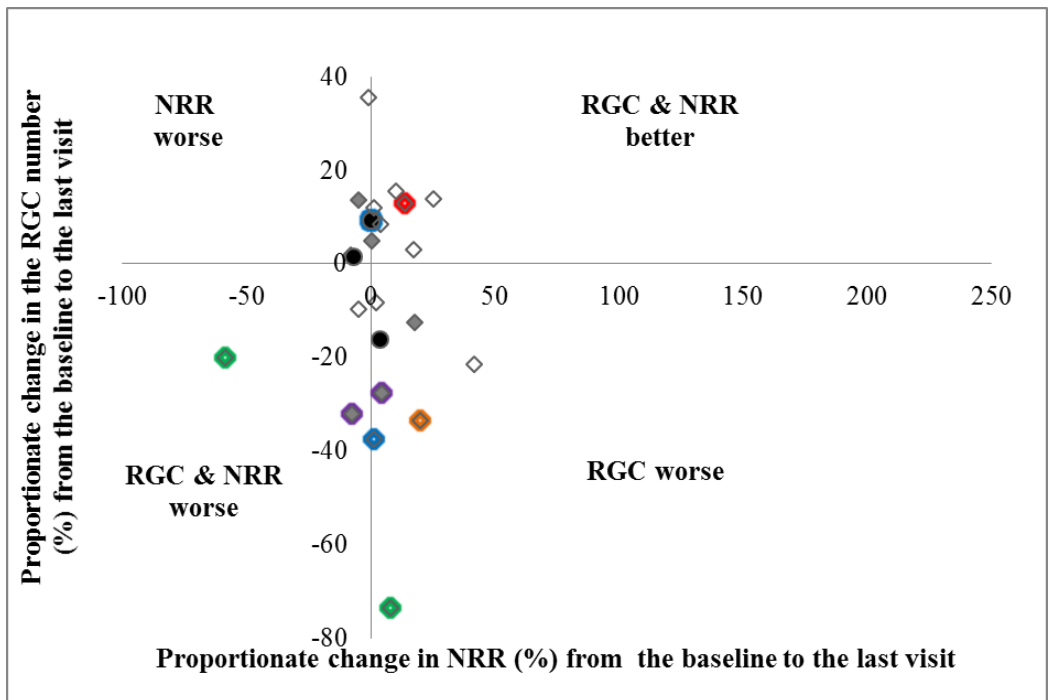 Proportionate change in the RGC number
(%) from the baseline to the last visit
40
20
0
-20
-40
-60
-80
NRR
worse
RGC & NRR
better
-100
-50
0
50
100
150
200
250
RGC & NRR
worse
RGC worse
Proportionate change in NRR (%) from the baseline to the last visit